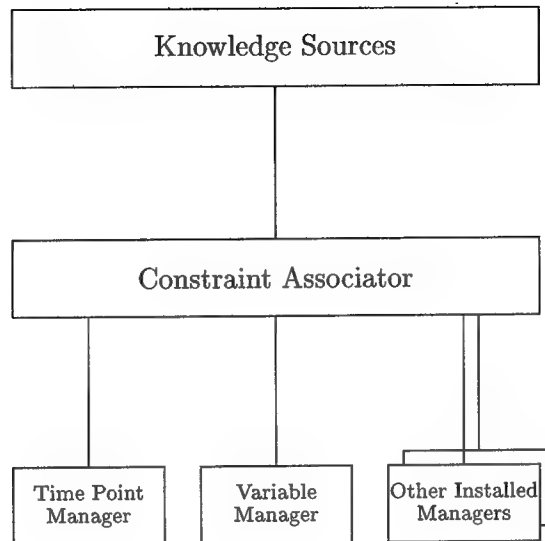 Knowledge Sources
Constraint Associator
Time Point
Manager
Variable
Manager
Other Installed
Managers